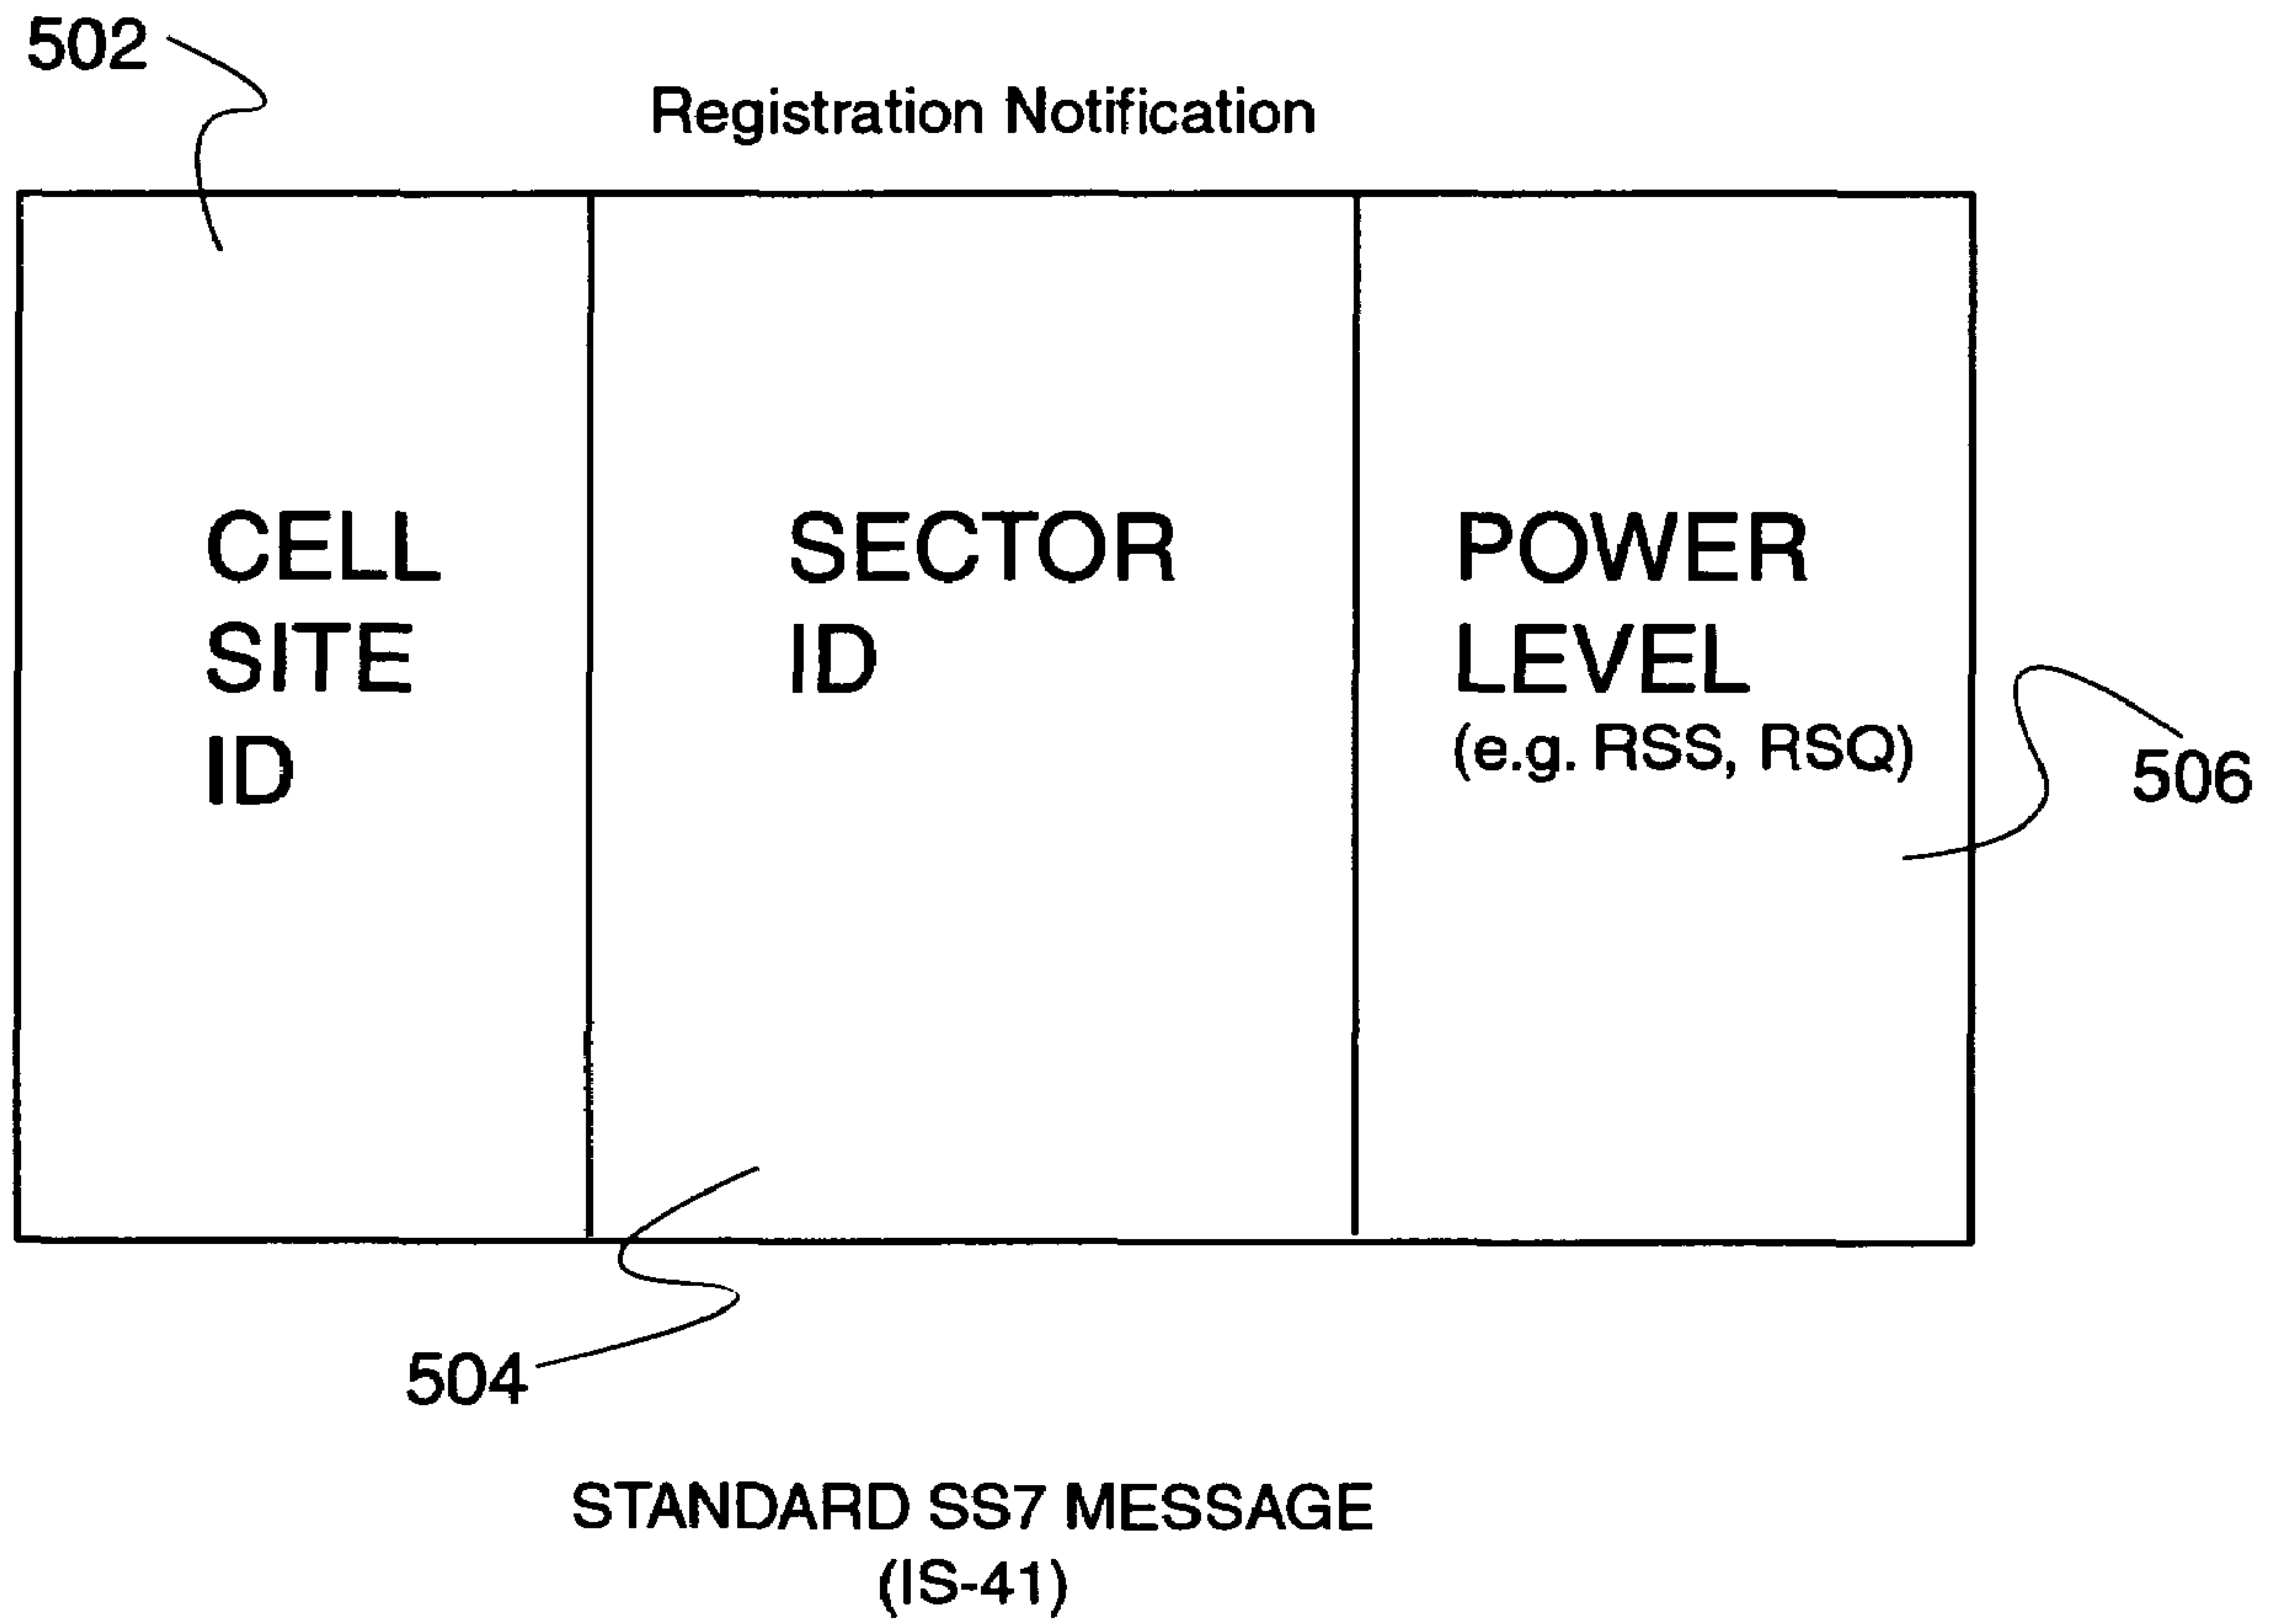 502
Registration Notification
CELL
SITE
ID
SECTOR
ID
POWER
LEVEL
(e.g. RSS, RSQ)
506
504
STANDARD SS7 MESSAGE
(IS-41)